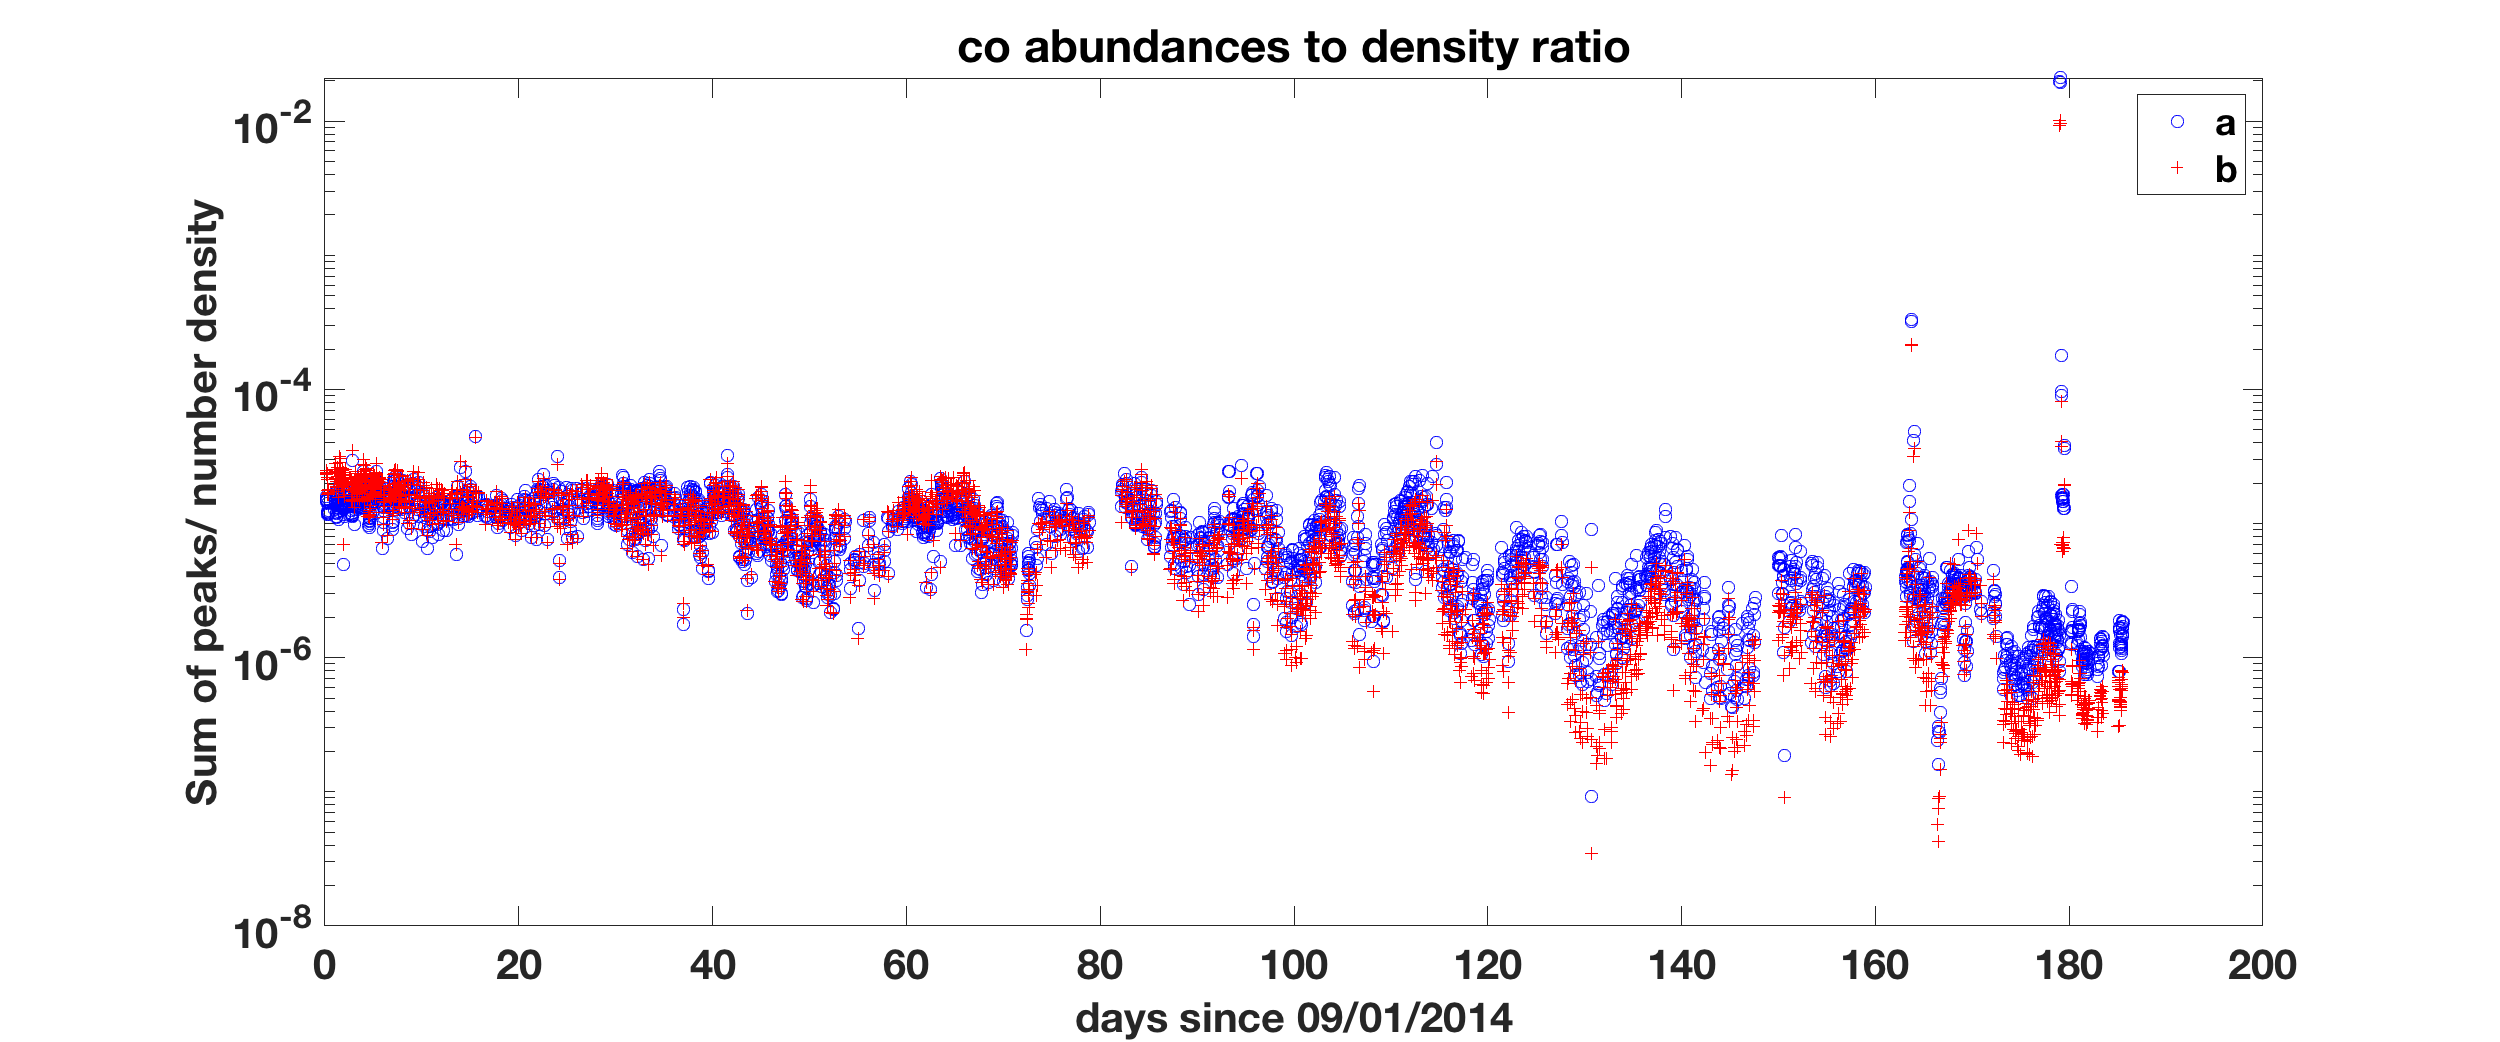 co abundances to density ratio
Sum of peaks/ number density
10-2
10-4
10-6
10-8
a
b
0 20 40 60 80 100 120 140 160 180 200
days since 09/01/2014